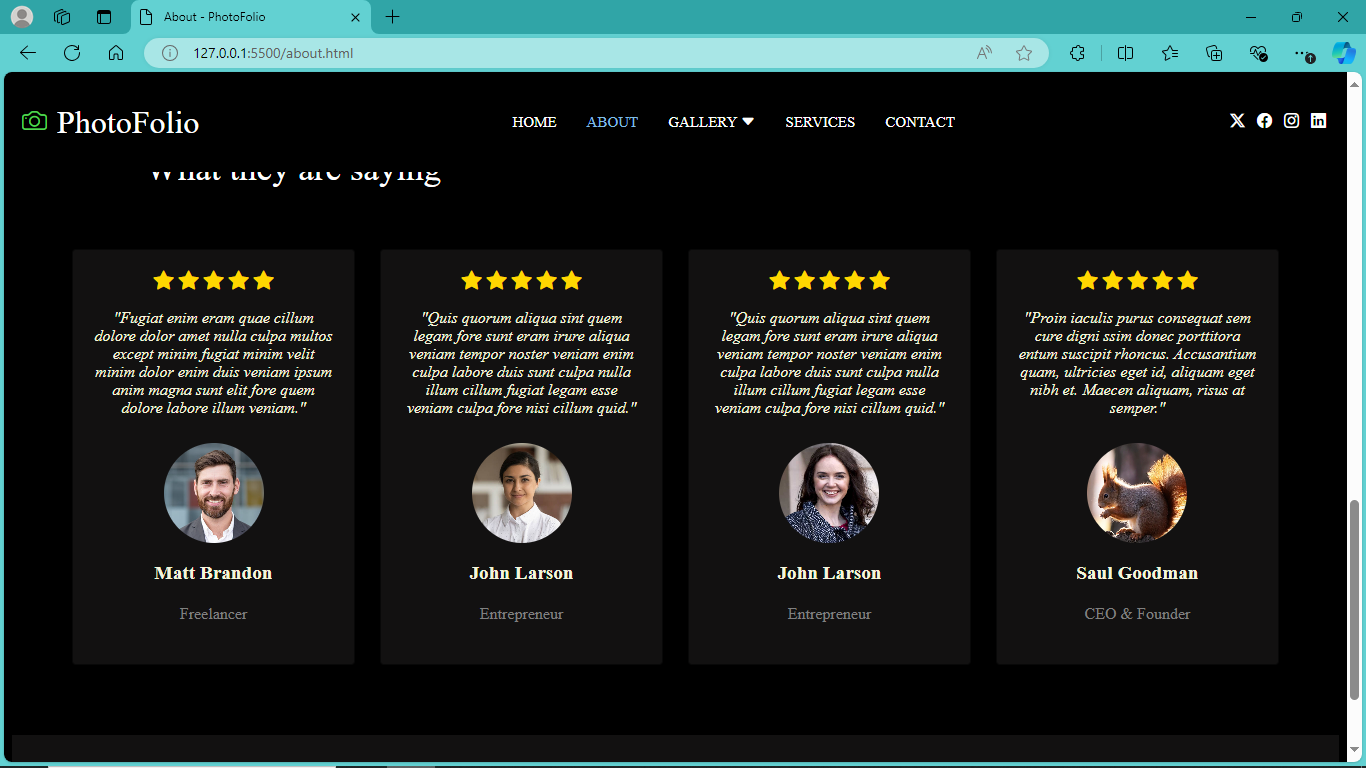 About - PhotoFolio
127.0.0.1:5500/about.html
PhotoFolio
HOME
ABOUT
GALLERY
SERVICES
CONTACT
What they are saying
"Fugiat enim eram quae cillum
dolore dolor amet nulla culpa multos
except minim fugiat minim velit
minim dolor enim duis veniam ipsum
anim magna sunt elit fore quem
dolore labore illum veniam."
Matt Brandon
Freelancer
"Quis quorum aliqua sint quem
legam fore sunt eram irure aliqua
veniam tempor noster veniam enim
culpa labore duis sunt culpa nulla
illum cillum fugiat legam esse
veniam culpa fore nisi cillum quid."
John Larson
Entrepreneur
"Quis quorum aliqua sint quem
legam fore sunt eram irure aliqua
veniam tempor noster veniam enim
culpa labore duis sunt culpa nulla
illum cillum fugiat legam esse
veniam culpa fore nisi cillum quid."
John Larson
Entrepreneur
"Proin iaculis purus consequat sem
cure digni ssim donec porttitora
entum suscipit rhoncus. Accusantium
quam, ultricies eget id, aliquam eget
nibh et. Maecen aliquam, risus at
semper."
Saul Goodman
CEO & Founder